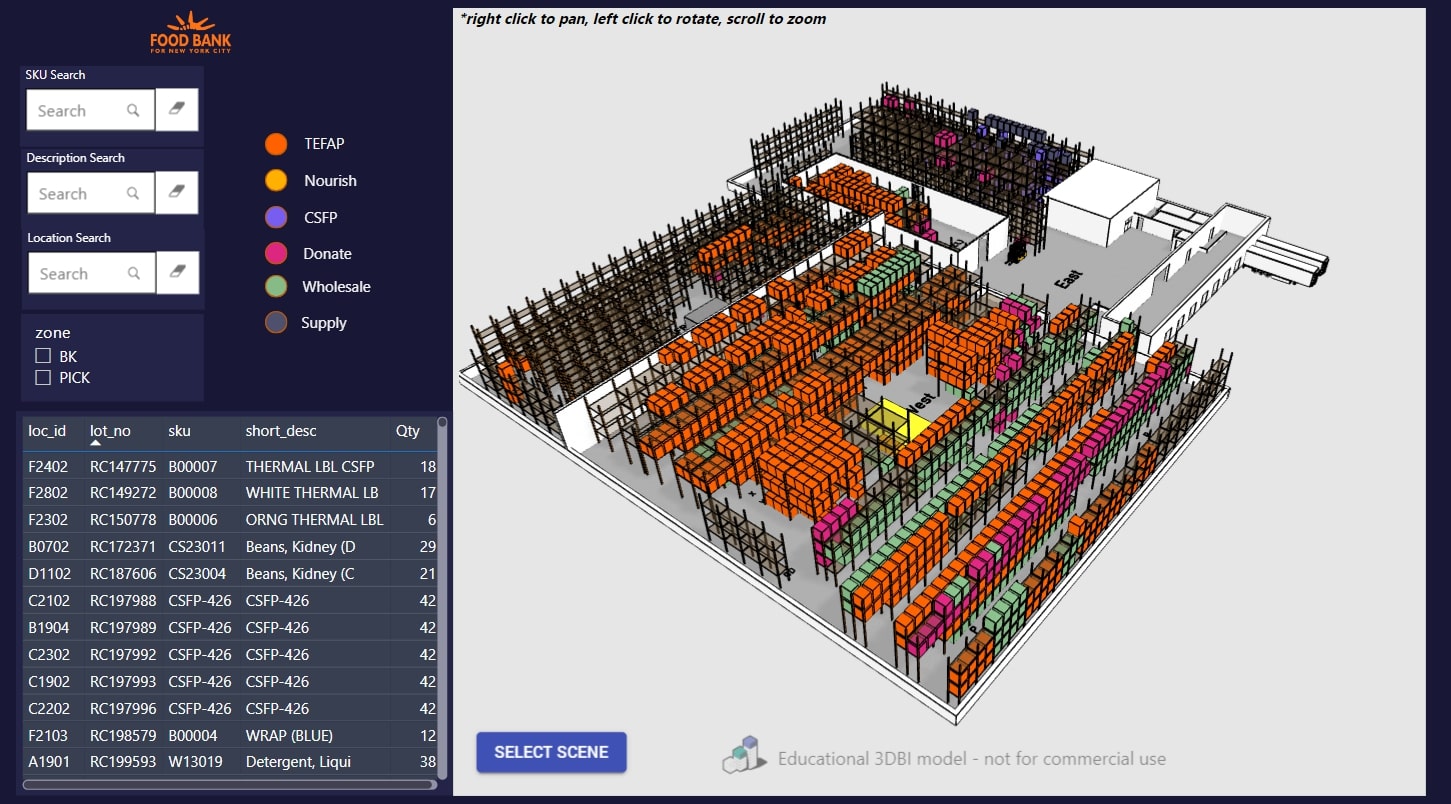 FOOD BANK
FOR NEW YORK CITY
SKU Search
Search
Description Search
Search
Location Search
Search
zone
BK
PICK
TEFAP
Nourish
CSFP
Donate
Wholesale
Supply
loc_id lot_no sku short_desc Qty
F2402 RC147775 B00007 THERMAL LBL CSFP 18
F2802 RC149272 B00008 WHITE THERMAL LB 17
F2302 RC150778 B00006 ORNG THERMAL LBL 6
B0702 RC172371 CS23011 Beans, Kidney (D 29
D1102 RC187606 CS23004 Beans, Kidney (C 21
C2102 RC197988 CSFP-426 CSFP-426 42
B1904 RC197989 CSFP-426 CSFP-426 42
C2302 RC197992 CSFP-426 CSFP-426 42
C1902 RC197993 CSFP-426 CSFP-426 42
C2202 RC197996 CSFP-426 CSFP-426 42
F2103 RC198579 B00004 WRAP (BLUE) 12
A1901 RC199593 W13019 Detergent, Liqui 38
*right click to pan, left click to rotate, scroll to zoom
East
West
SELECT SCENE
Educational 3DBI model - not for commercial use